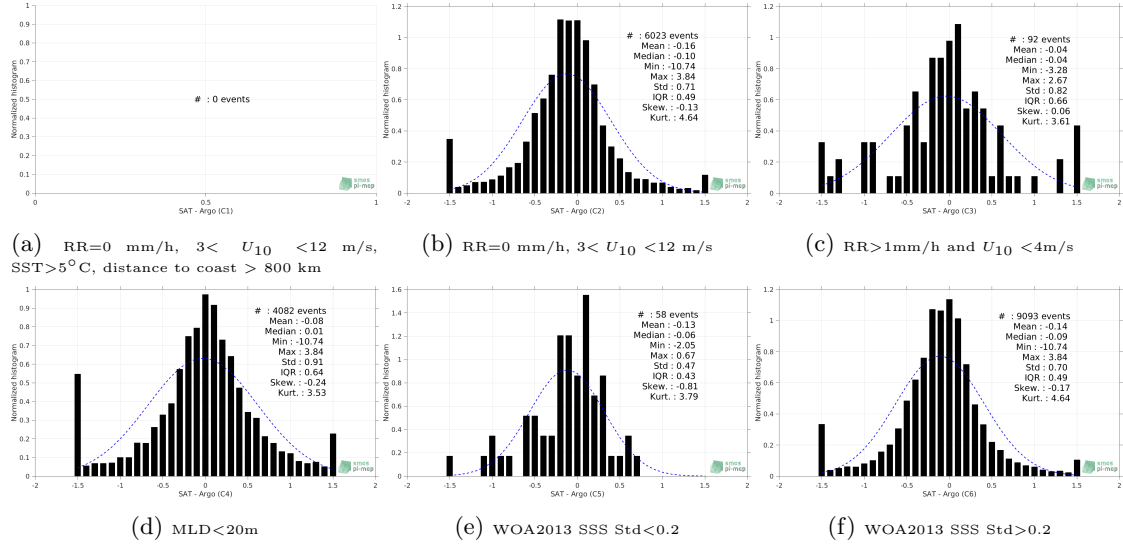 1
0.9
0.8
0.7
0.6
0.5
0.4
0.3
0.2
0.1
0
0
0.5
1
Normalized histogram
SAT - Argo (C1)
# : 0 events
smos
pi-mep
(a) RR=0 mm/h, 3< U10 <12 m/s,
SST>5°C, distance to coast > 800 km
1.2
1
0.8
0.6
0.4
0.2
0
-2
-1.5
-1
-0.5
0
0.5
1
1.5
2
Normalized histogram
SAT - Argo (C2)
# : 6023 events
Mean : -0.16
Median : -0.10
Min : -10.74
Max : 3.84
Std : 0.71
IQR : 0.49
Skew. : -0.13
Kurt. : 4.64
smos
pi-mep
(b) RR=0 mm/h, 3< U10 <12 m/s
1.2
1
0.8
0.6
0.4
0.2
0
-2
-1.5
-1
-0.5
0
0.5
1
1.5
2
Normalized histogram
SAT - Argo (C3)
# : 92 events
Mean : -0.04
Median : -0.04
Min : -3.28
Max : 2.67
Std : 0.82
IQR : 0.66
Skew. : 0.06
Kurt. : 3.61
smos
pi-mep
(c) RR>1mm/h and U10 <4m/s
1
0.9
0.8
0.7
0.6
0.5
0.4
0.3
0.2
0.1
0
-2
-1.5
-1
-0.5
0
0.5
1
1.5
2
Normalized histogram
SAT - Argo (C4)
# : 4082 events
Mean : -0.08
Median : 0.01
Min : -10.74
Max : 3.84
Std : 0.91
IQR : 0.64
Skew. : -0.24
Kurt. : 3.53
smos
pi-mep
(d) MLD<20m
1.6
1.4
1.2
1
0.8
0.6
0.4
0.2
0
-2
-1.5
-1
-0.5
0
0.5
1
1.5
2
Normalized histogram
SAT - Argo (C5)
# : 58 events
Mean : -0.13
Median : -0.06
Min : -2.05
Max : 0.67
Std : 0.47
IQR : 0.43
Skew. : -0.81
Kurt. : 3.79
smos
pi-mep
(e) WOA2013 SSS Std<0.2
1.2
1
0.8
0.6
0.4
0.2
0
-2
-1.5
-1
-0.5
0
0.5
1
1.5
2
Normalized histogram
SAT - Argo (C6)
# : 9093 events
Mean : -0.14
Median : -0.09
Min : -10.74
Max : 3.84
Std : 0.70
IQR : 0.49
Skew. : -0.17
Kurt. : 4.64
smos
pi-mep
(f) WOA2013 SSS Std>0.2